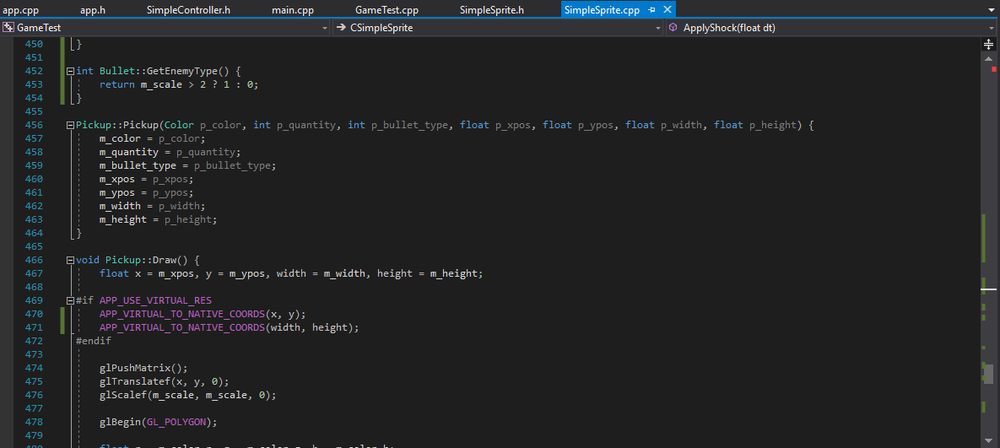 app.cpp app.h SimpleController.h main.cpp GameTest.cpp SimpleSprite.h SimpleSprite.cpp
GameTest CSimpleSprite ApplyShock(float dt)
450 }
451
452 int Bullet::GetEnemyType() {
453 return m_scale > 2 ? 1 : 0;
454 }
455
456 Pickup::Pickup(Color p_color, int p_quantity, int p_bullet_type, float p_xpos, float p_ypos, float p_width, float p_height) {
457 m_color = p_color;
458 m_quantity = p_quantity;
459 m_bullet_type = p_bullet_type;
460 m_xpos = p_xpos;
461 m_ypos = p_ypos;
462 m_width = p_width;
463 m_height = p_height;
464 }
465
466 void Pickup::Draw() {
467 float x = m_xpos, y = m_ypos, width = m_width, height = m_height;
468
469 #if APP_USE_VIRTUAL_RES
470 APP_VIRTUAL_TO_NATIVE_COORDS(x, y);
471 APP_VIRTUAL_TO_NATIVE_COORDS(width, height);
472 #endif
473
474 glPushMatrix();
475 glTranslatef(x, y, 0);
476 glScalef(m_scale, m_scale, 0);
477
478 glBegin(GL_POLYGON);
479